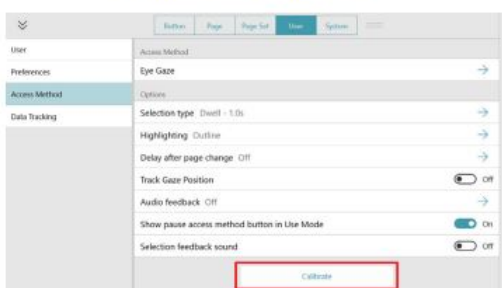 Button Page Page Set User System
User
Preferences
Access Method
Data Tracking
Access Method
Eye Gaze
Options
Selection type Dwell - 1.0s
Highlighting Outline
Delay after page change Off
Track Gaze Position Off
Audio feedback Off
Show pause access method button in Use Mode On
Selection feedback sound Off
Calibrate